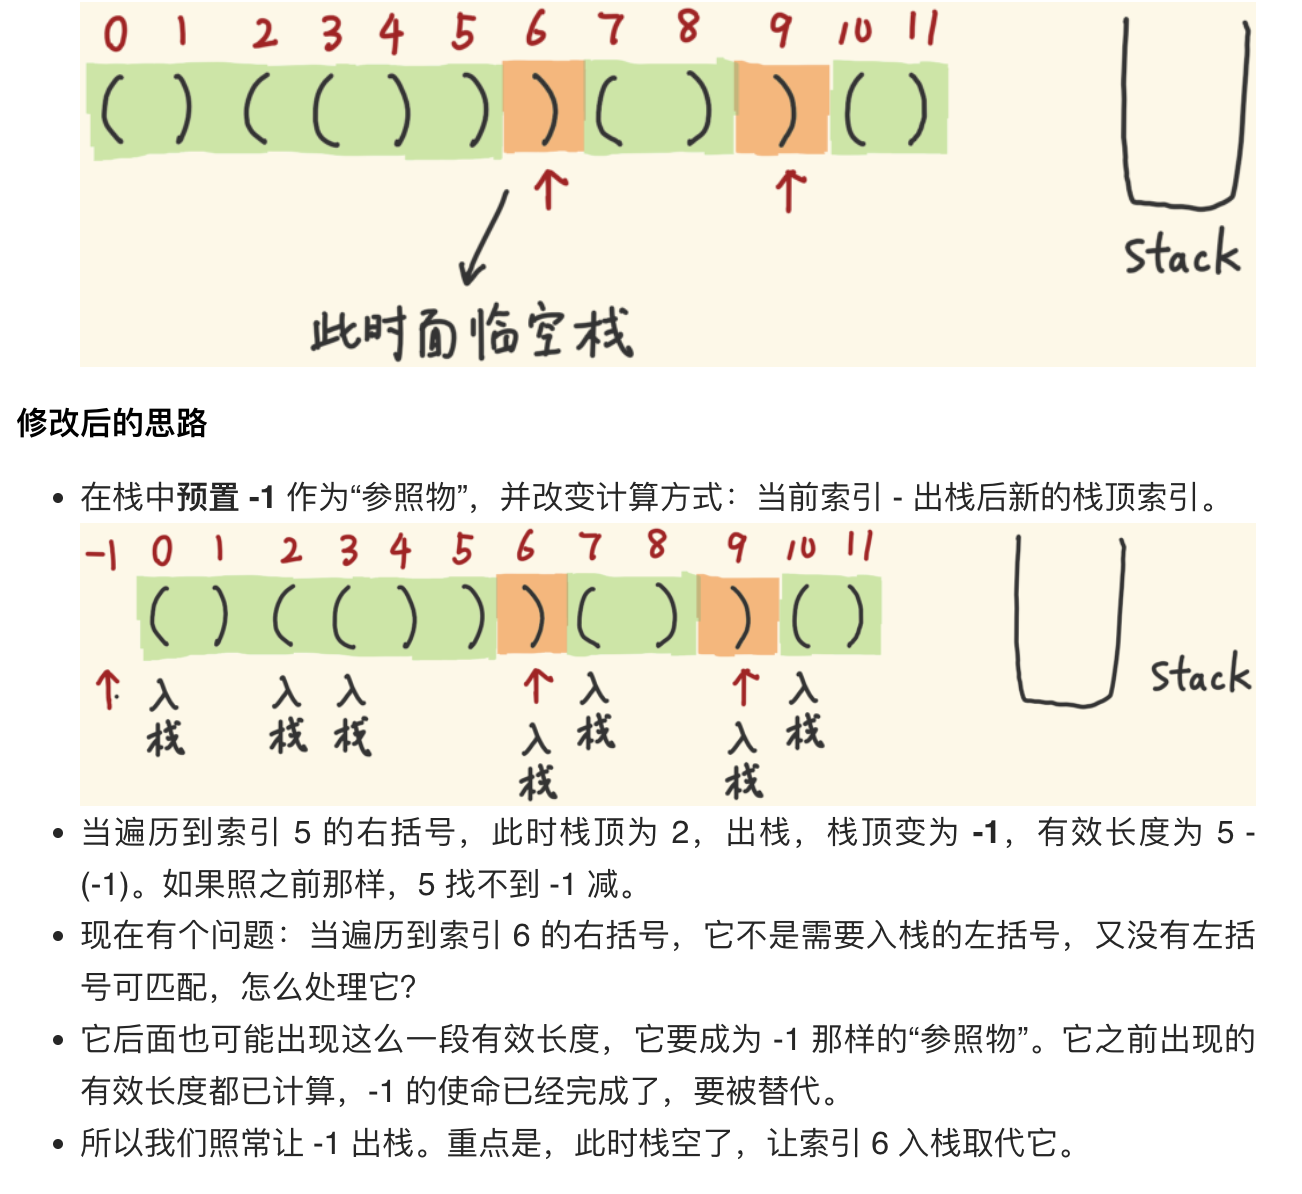 0 1 2 3 4 5 6 7 8 9 10 11
( ) ( ( ) ) ) ( ) ) ( )
Stack
此时面临空栈
修改后的思路
在栈中预置 -1 作为“参照物”，并改变计算方式：当前索引 - 出栈后新的栈顶索引。
-1 0 1 2 3 4 5 6 7 8 9 10 11
( ) ( ( ) ) ) ( ) ) ( )
Stack
入栈 入栈 入栈 入栈 入栈 入栈 入栈
当遍历到索引 5 的右括号，此时栈顶为 2，出栈，栈顶变为 -1，有效长度为 5 -
(-1)。如果照之前那样，5 找不到 -1 减。
现在有个问题：当遍历到索引 6 的右括号，它不是需要入栈的左括号，又没有左括
号可匹配，怎么处理它？
它后面也可能出现这么一段有效长度，它要成为 -1 那样的“参照物”。它之前出现的
有效长度都已计算，-1 的使命已经完成了，要被替代。
所以我们照常让 -1 出栈。重点是，此时栈空了，让索引 6 入栈取代它。